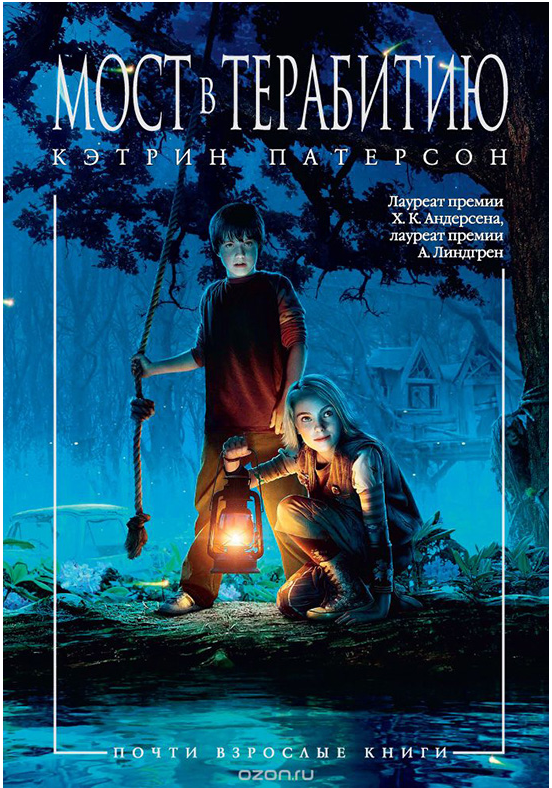 МОСТ В ТЕРАБИТИЮ
КЭТРИН ПАТЕРСОН
Лауреат премии
Х. К. Андерсена,
лауреат премии
А. Линдгрен
ПОЧТИ ВЗРОСЛЫЕ КНИГИ
ozon.ru